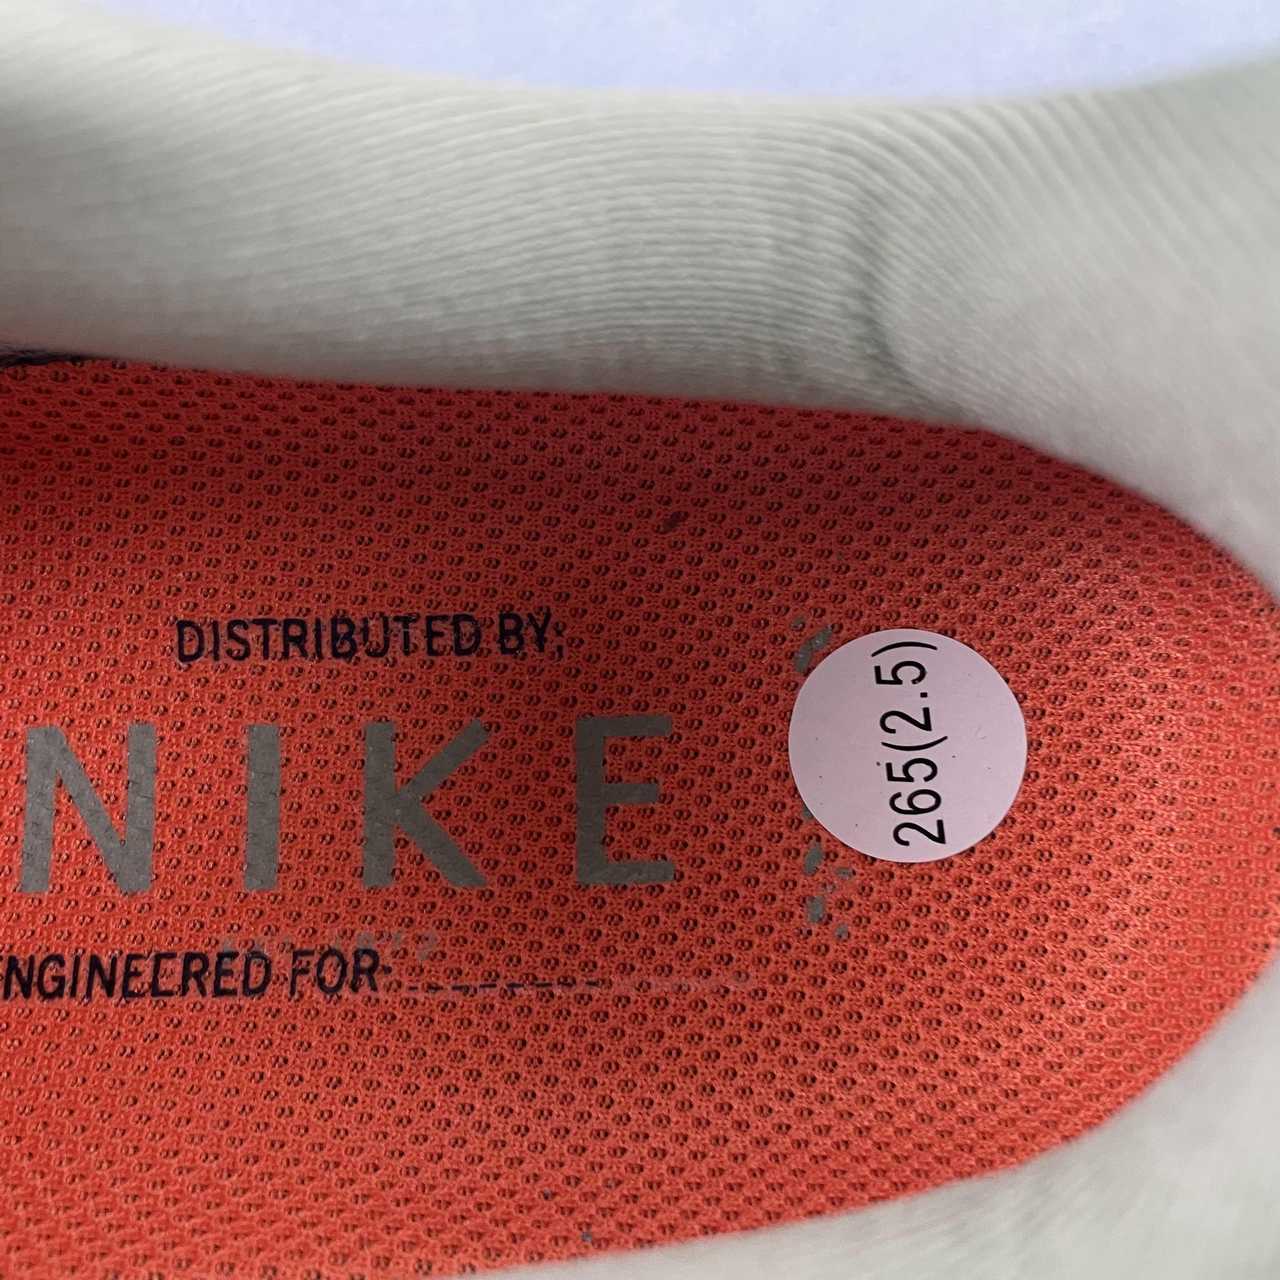 DISTRIBUTED BY:
NIKE
ENGINEERED FOR
265(2.5)